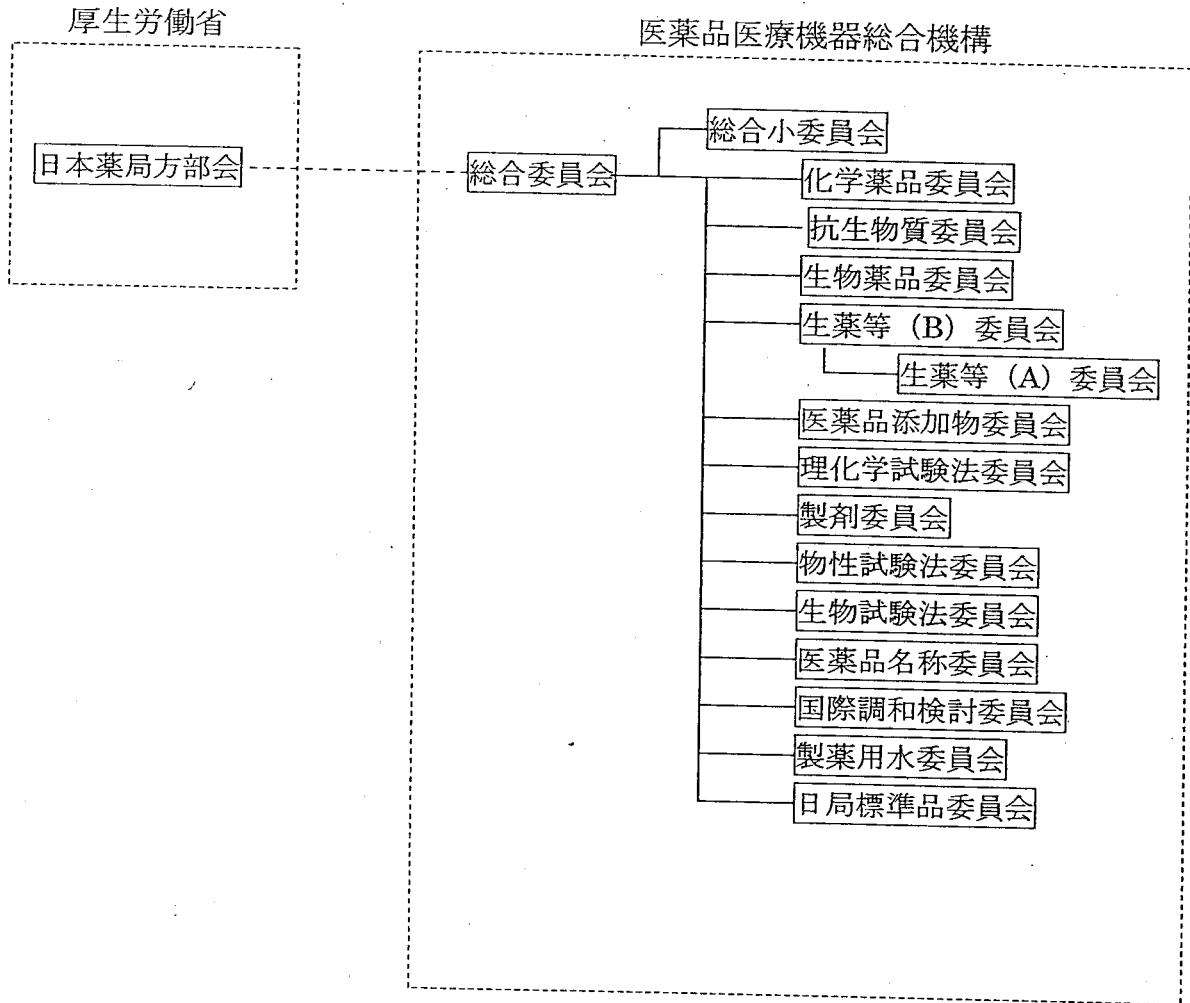 厚生労働省
医薬品医療機器総合機構
総合小委員会
日本薬局方部会
総合委員会
化学薬品委員会
抗生物質委員会
生物薬品委員会
生薬等（B）委員会
生薬等（A）委員会
医薬品添加物委員会
理化学試験法委員会
製剤委員会
物性試験法委員会
生物試験法委員会
医薬品名称委員会
国際調和検討委員会
製薬用水委員会
日局標準品委員会